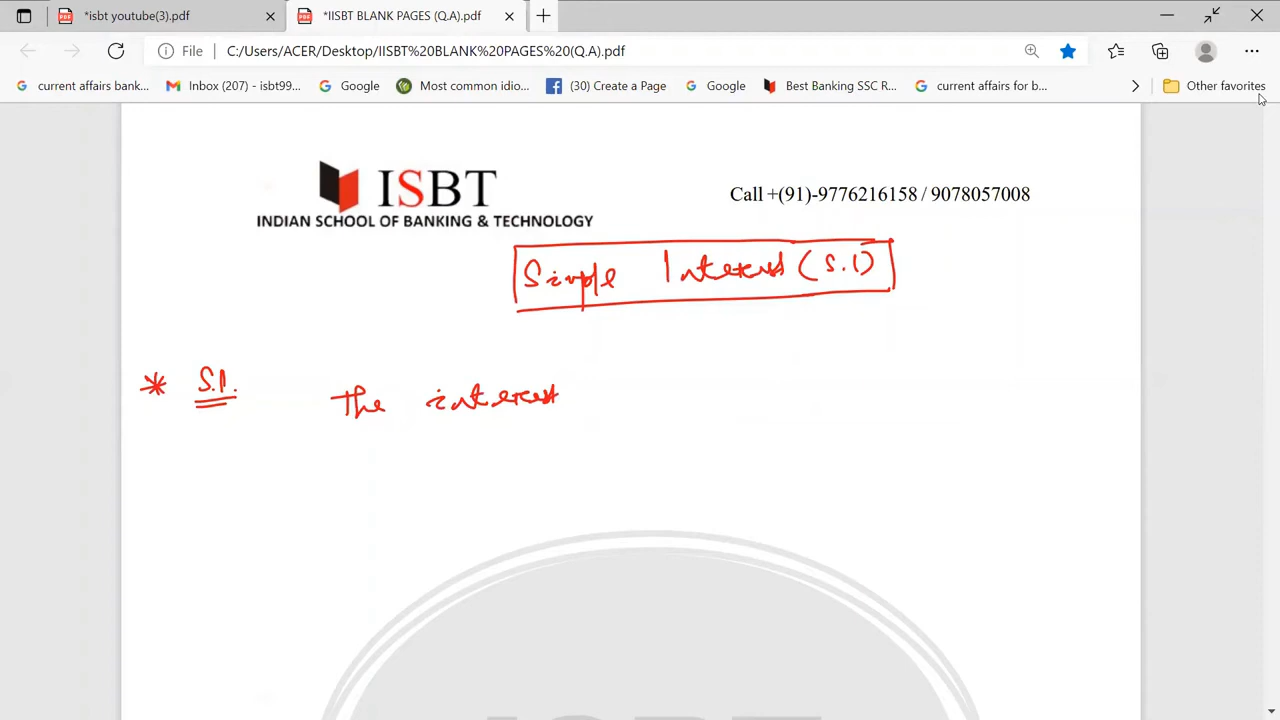 *isbt youtube(3).pdf
*IISBT BLANK PAGES (Q.A).pdf
File C:/Users/ACER/Desktop/IISBT%20BLANK%20PAGES%20(Q.A).pdf
current affairs bank...
Inbox (207) - isbt99...
Google
Most common idio...
(30) Create a Page
Google
Best Banking SSC R...
current affairs for b...
Other favorites
ISBT
INDIAN SCHOOL OF BANKING & TECHNOLOGY
Call +(91)-9776216158 / 9078057008
Simple Interest (S.I)
* S.I. The interest
ISBT